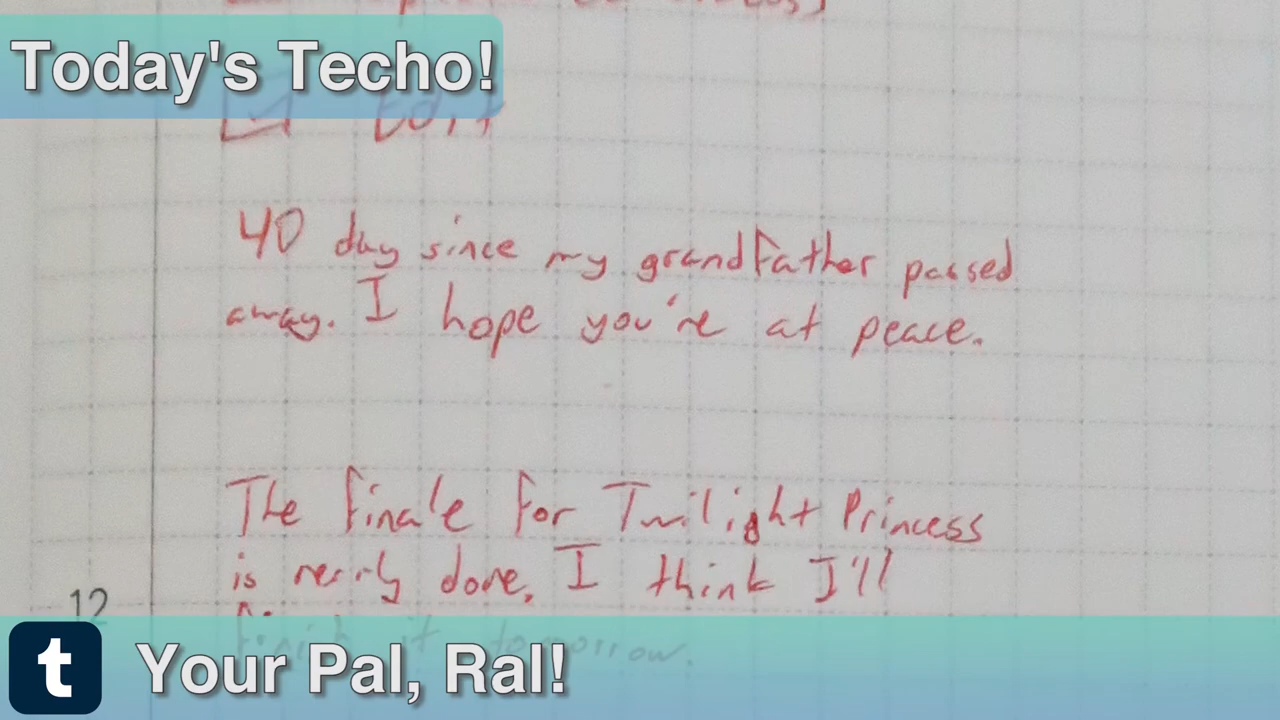 Today's Techo!
Edit
40 day since my grandfather passed
away. I hope you're at peace.
The finale for Twilight Princess
is nearly done. I think I'll
12
finish it tomorrow.
t Your Pal, Ral!